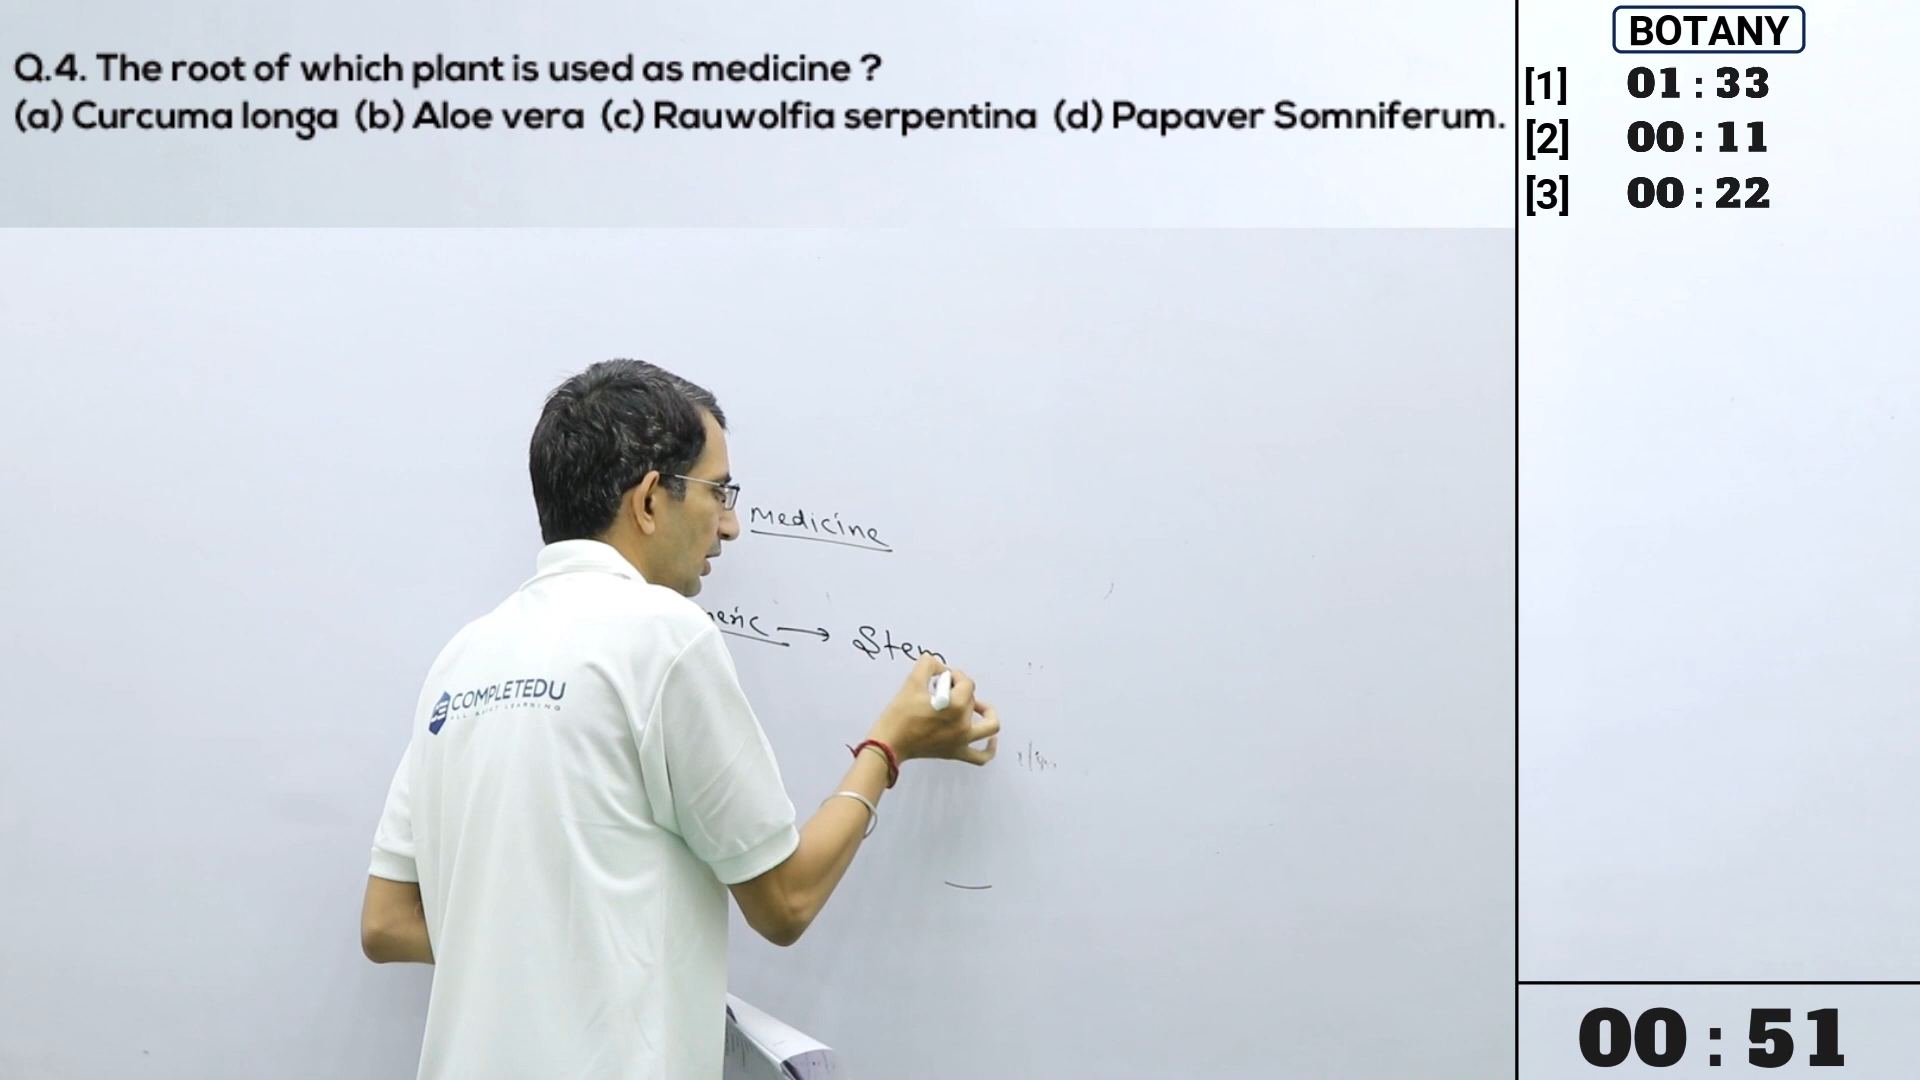 Q.4. The root of which plant is used as medicine ?
(a) Curcuma longa (b) Aloe vera (c) Rauwolfia serpentina (d) Papaver Somniferum.
BOTANY
[1] 01 : 33
[2] 00 : 11
[3] 00 : 22
Medicine
→ Stem
COMPLETEDU
00 : 51